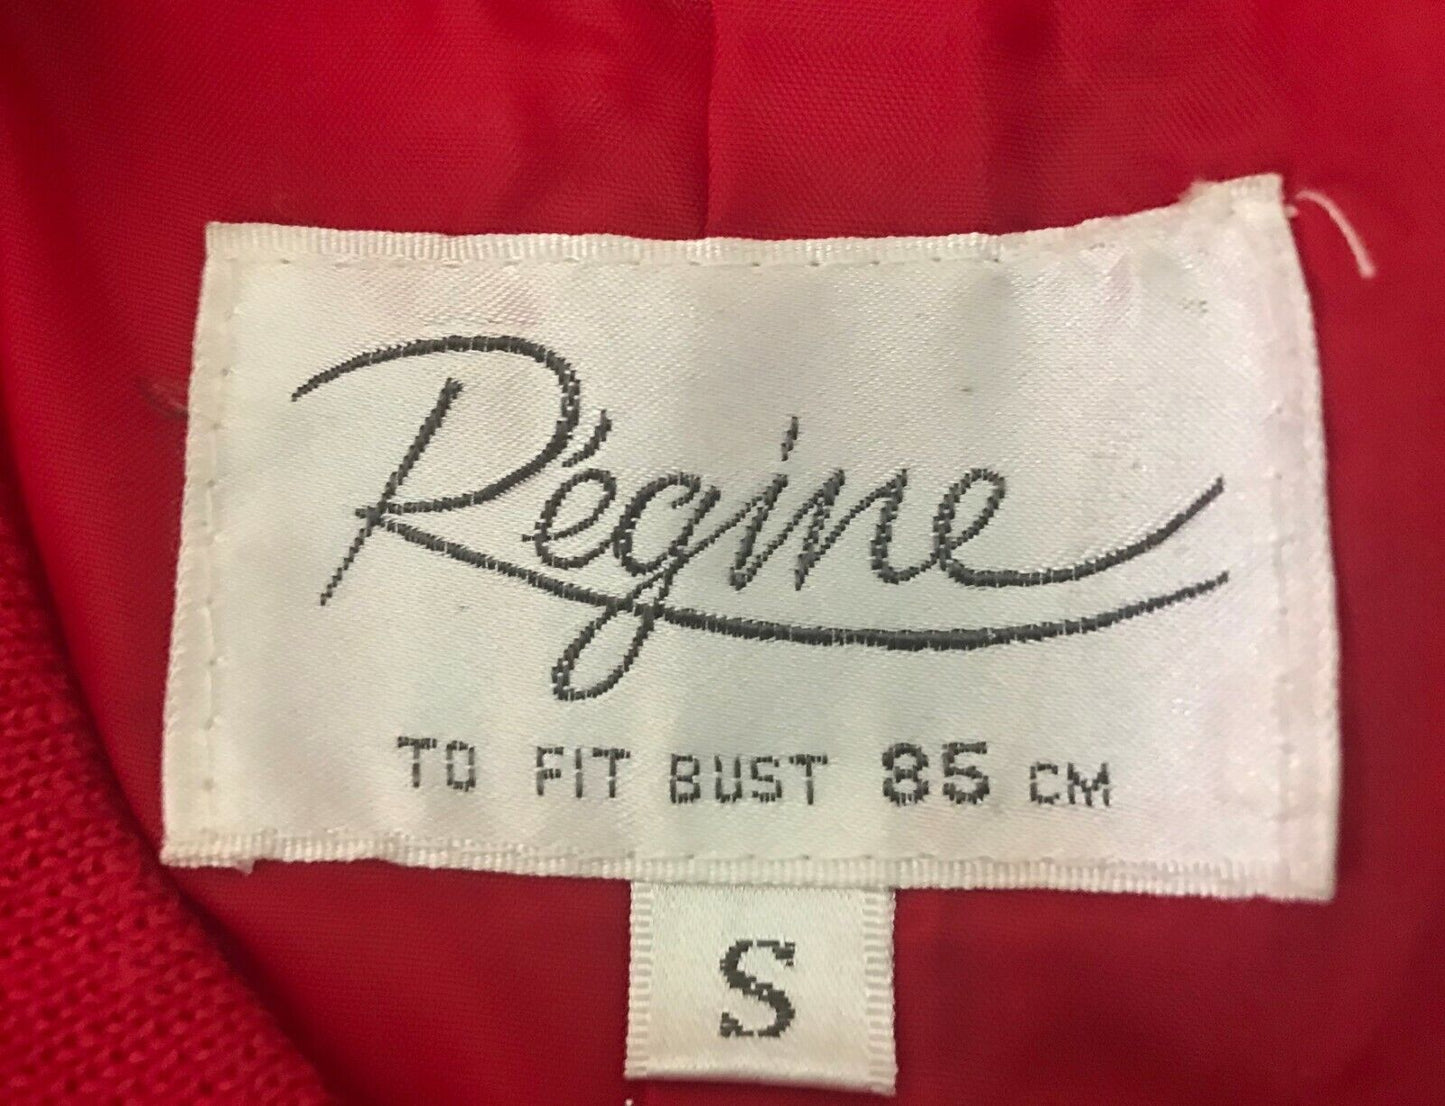 Régine
TO FIT BUST 85 CM
S